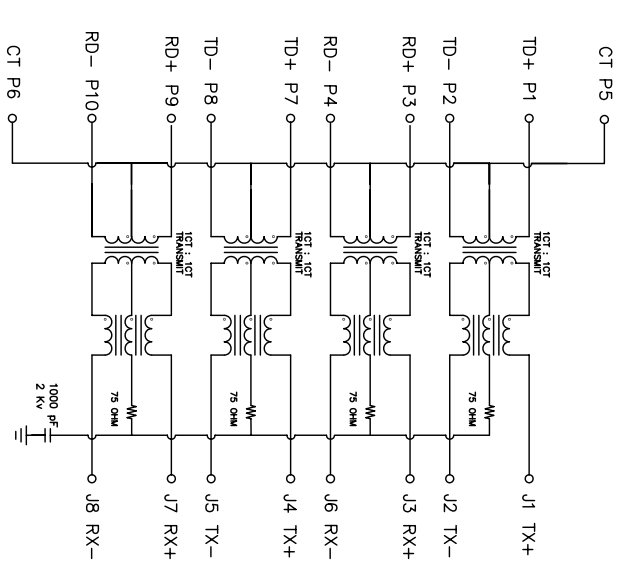 CT P5
TD+ P1
TD- P2
RD+ P3
RD- P4
TD+ P7
TD- P8
RD+ P9
RD- P10
CT P6
1CT : 1CT
TRANSMIT
1CT : 1CT
TRANSMIT
1CT : 1CT
TRANSMIT
1CT : 1CT
TRANSMIT
75 OHM
75 OHM
75 OHM
75 OHM
1000 pF
2 Kv
J1 TX+
J2 TX-
J3 RX+
J6 RX-
J4 TX+
J5 TX-
J7 RX+
J8 RX-